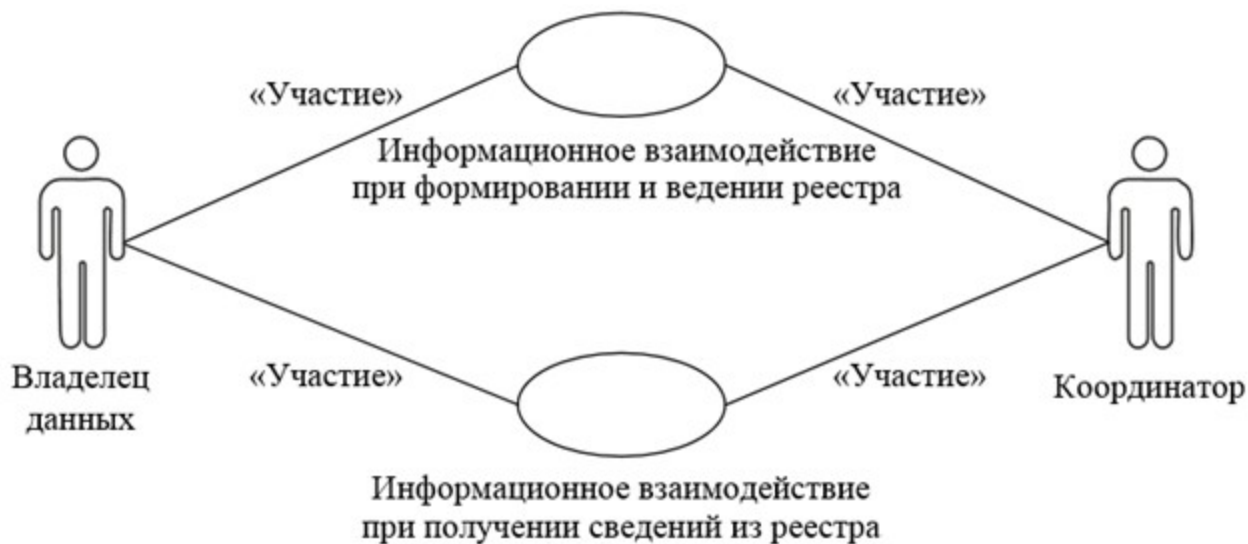 «Участие»
«Участие»
Информационное взаимодействие
при формировании и ведении реестра
Владелец
данных
«Участие»
«Участие»
Координатор
Информационное взаимодействие
при получении сведений из реестра